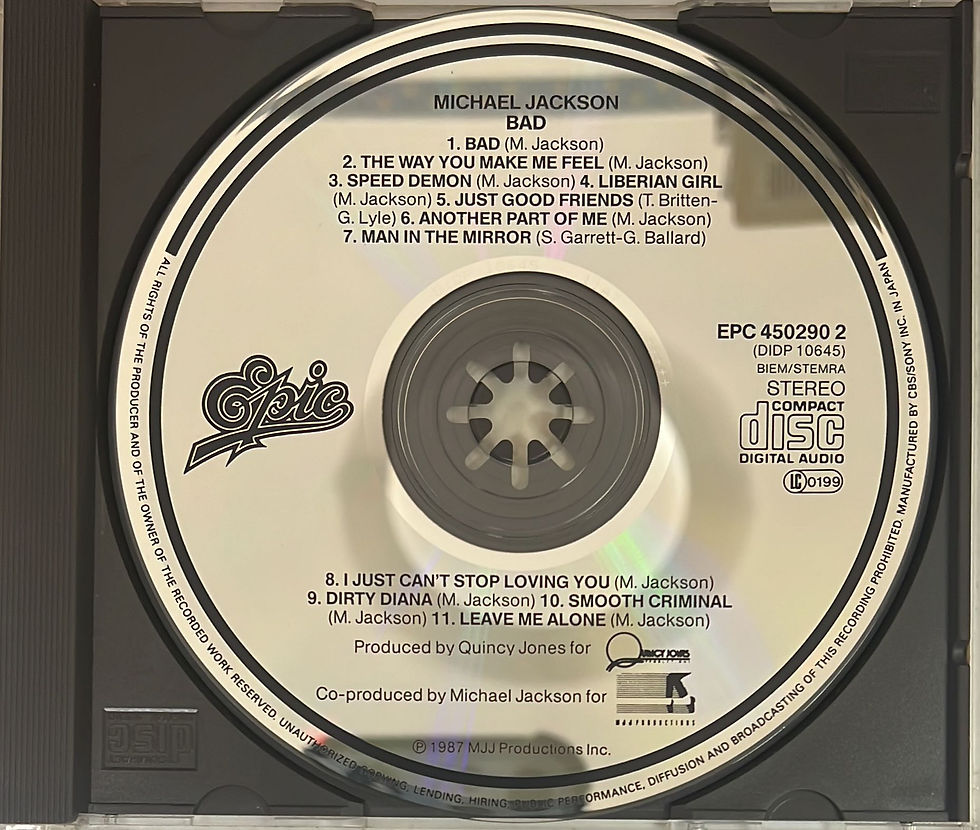 MICHAEL JACKSON
BAD
1. BAD (M. Jackson)
2. THE WAY YOU MAKE ME FEEL (M. Jackson)
3. SPEED DEMON (M. Jackson) 4. LIBERIAN GIRL
(M. Jackson) 5. JUST GOOD FRIENDS (T. Britten-
G. Lyle) 6. ANOTHER PART OF ME (M. Jackson)
7. MAN IN THE MIRROR (S. Garrett-G. Ballard)
Epic
EPC 450290 2
(DIDP 10645)
BIEM/STEMRA
STEREO
COMPACT
disc
DIGITAL AUDIO
LC 0199
8. I JUST CAN'T STOP LOVING YOU (M. Jackson)
9. DIRTY DIANA (M. Jackson) 10. SMOOTH CRIMINAL
(M. Jackson) 11. LEAVE ME ALONE (M. Jackson)
Produced by Quincy Jones for
QUINCY JONES
Co-produced by Michael Jackson for
MJJ PRODUCTIONS
℗ 1987 MJJ Productions Inc.
ALL RIGHTS OF THE PRODUCER AND OF THE OWNER OF THE RECORDED WORK RESERVED. UNAUTHORIZED COPYING, LENDING, HIRING, PUBLIC PERFORMANCE, DIFFUSION AND BROADCASTING OF THIS RECORDING PROHIBITED. MANUFACTURED BY CBS/SONY INC. IN JAPAN
disc